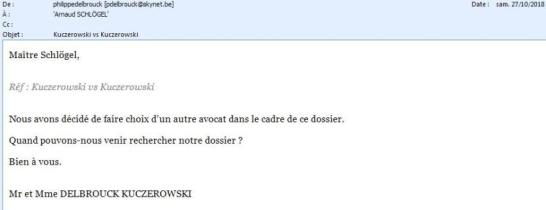 De : philippedelbrouck [pdelbrouck@skynet.be] Date : sam. 27/10/2018
À : 'Arnaud SCHLÖGEL'
Cc :
Objet : Kuczerowski vs Kuczerowski
Maître Schlögel,
Réf : Kuczerowski vs Kuczerowski
Nous avons décidé de faire choix d'un autre avocat dans le cadre de ce dossier.
Quand pouvons-nous venir rechercher notre dossier ?
Bien à vous.
Mr et Mme DELBROUCK KUCZEROWSKI